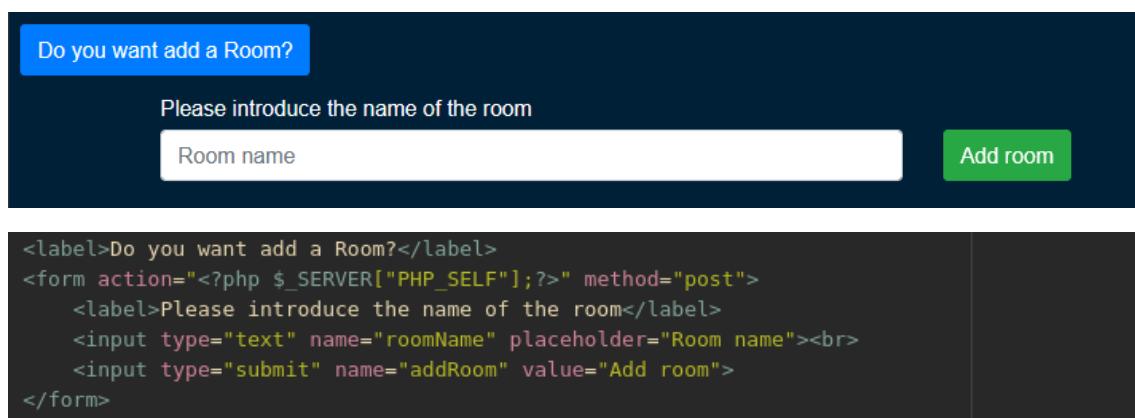 Do you want add a Room?
Please introduce the name of the room
Room name
Add room
<label>Do you want add a Room?</label>
<form action="<?php $_SERVER["PHP_SELF"];?>" method="post">
    <label>Please introduce the name of the room</label>
    <input type="text" name="roomName" placeholder="Room name"><br>
    <input type="submit" name="addRoom" value="Add room">
</form>